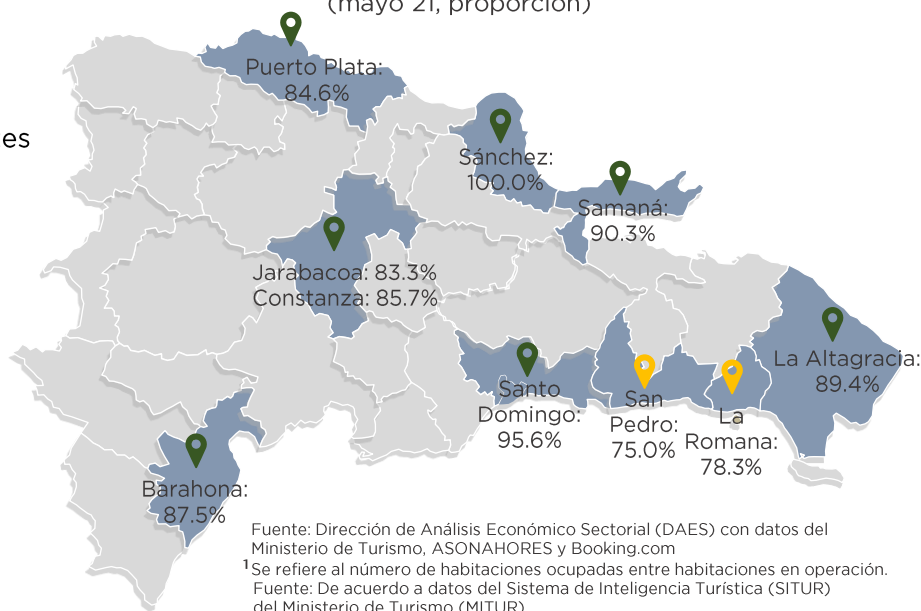 (mayo 21, proporción)
Puerto Plata:
84.6%
es
Sánchez:
100.0%
Samaná:
90.3%
Jarabacoa: 83.3%
Constanza: 85.7%
La Altagracia:
89.4%
Santo
Domingo:
95.6%
San
Pedro:
75.0%
La
Romana:
78.3%
Barahona:
87.5%
Fuente: Dirección de Análisis Económico Sectorial (DAES) con datos del
Ministerio de Turismo, ASONAHORES y Booking.com
¹Se refiere al número de habitaciones ocupadas entre habitaciones en operación.
Fuente: De acuerdo a datos del Sistema de Inteligencia Turística (SITUR)
del Ministerio de Turismo (MITUR)